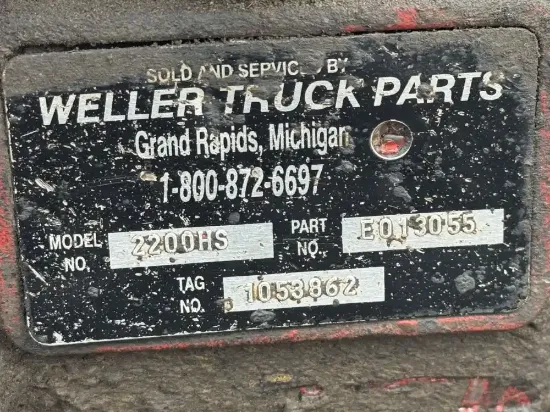 SOLD AND SERVICED BY
WELLER TRUCK PARTS
Grand Rapids, Michigan
1-800-872-6697
MODEL NO. 2200HS PART NO. E013055
TAG NO. 1053862